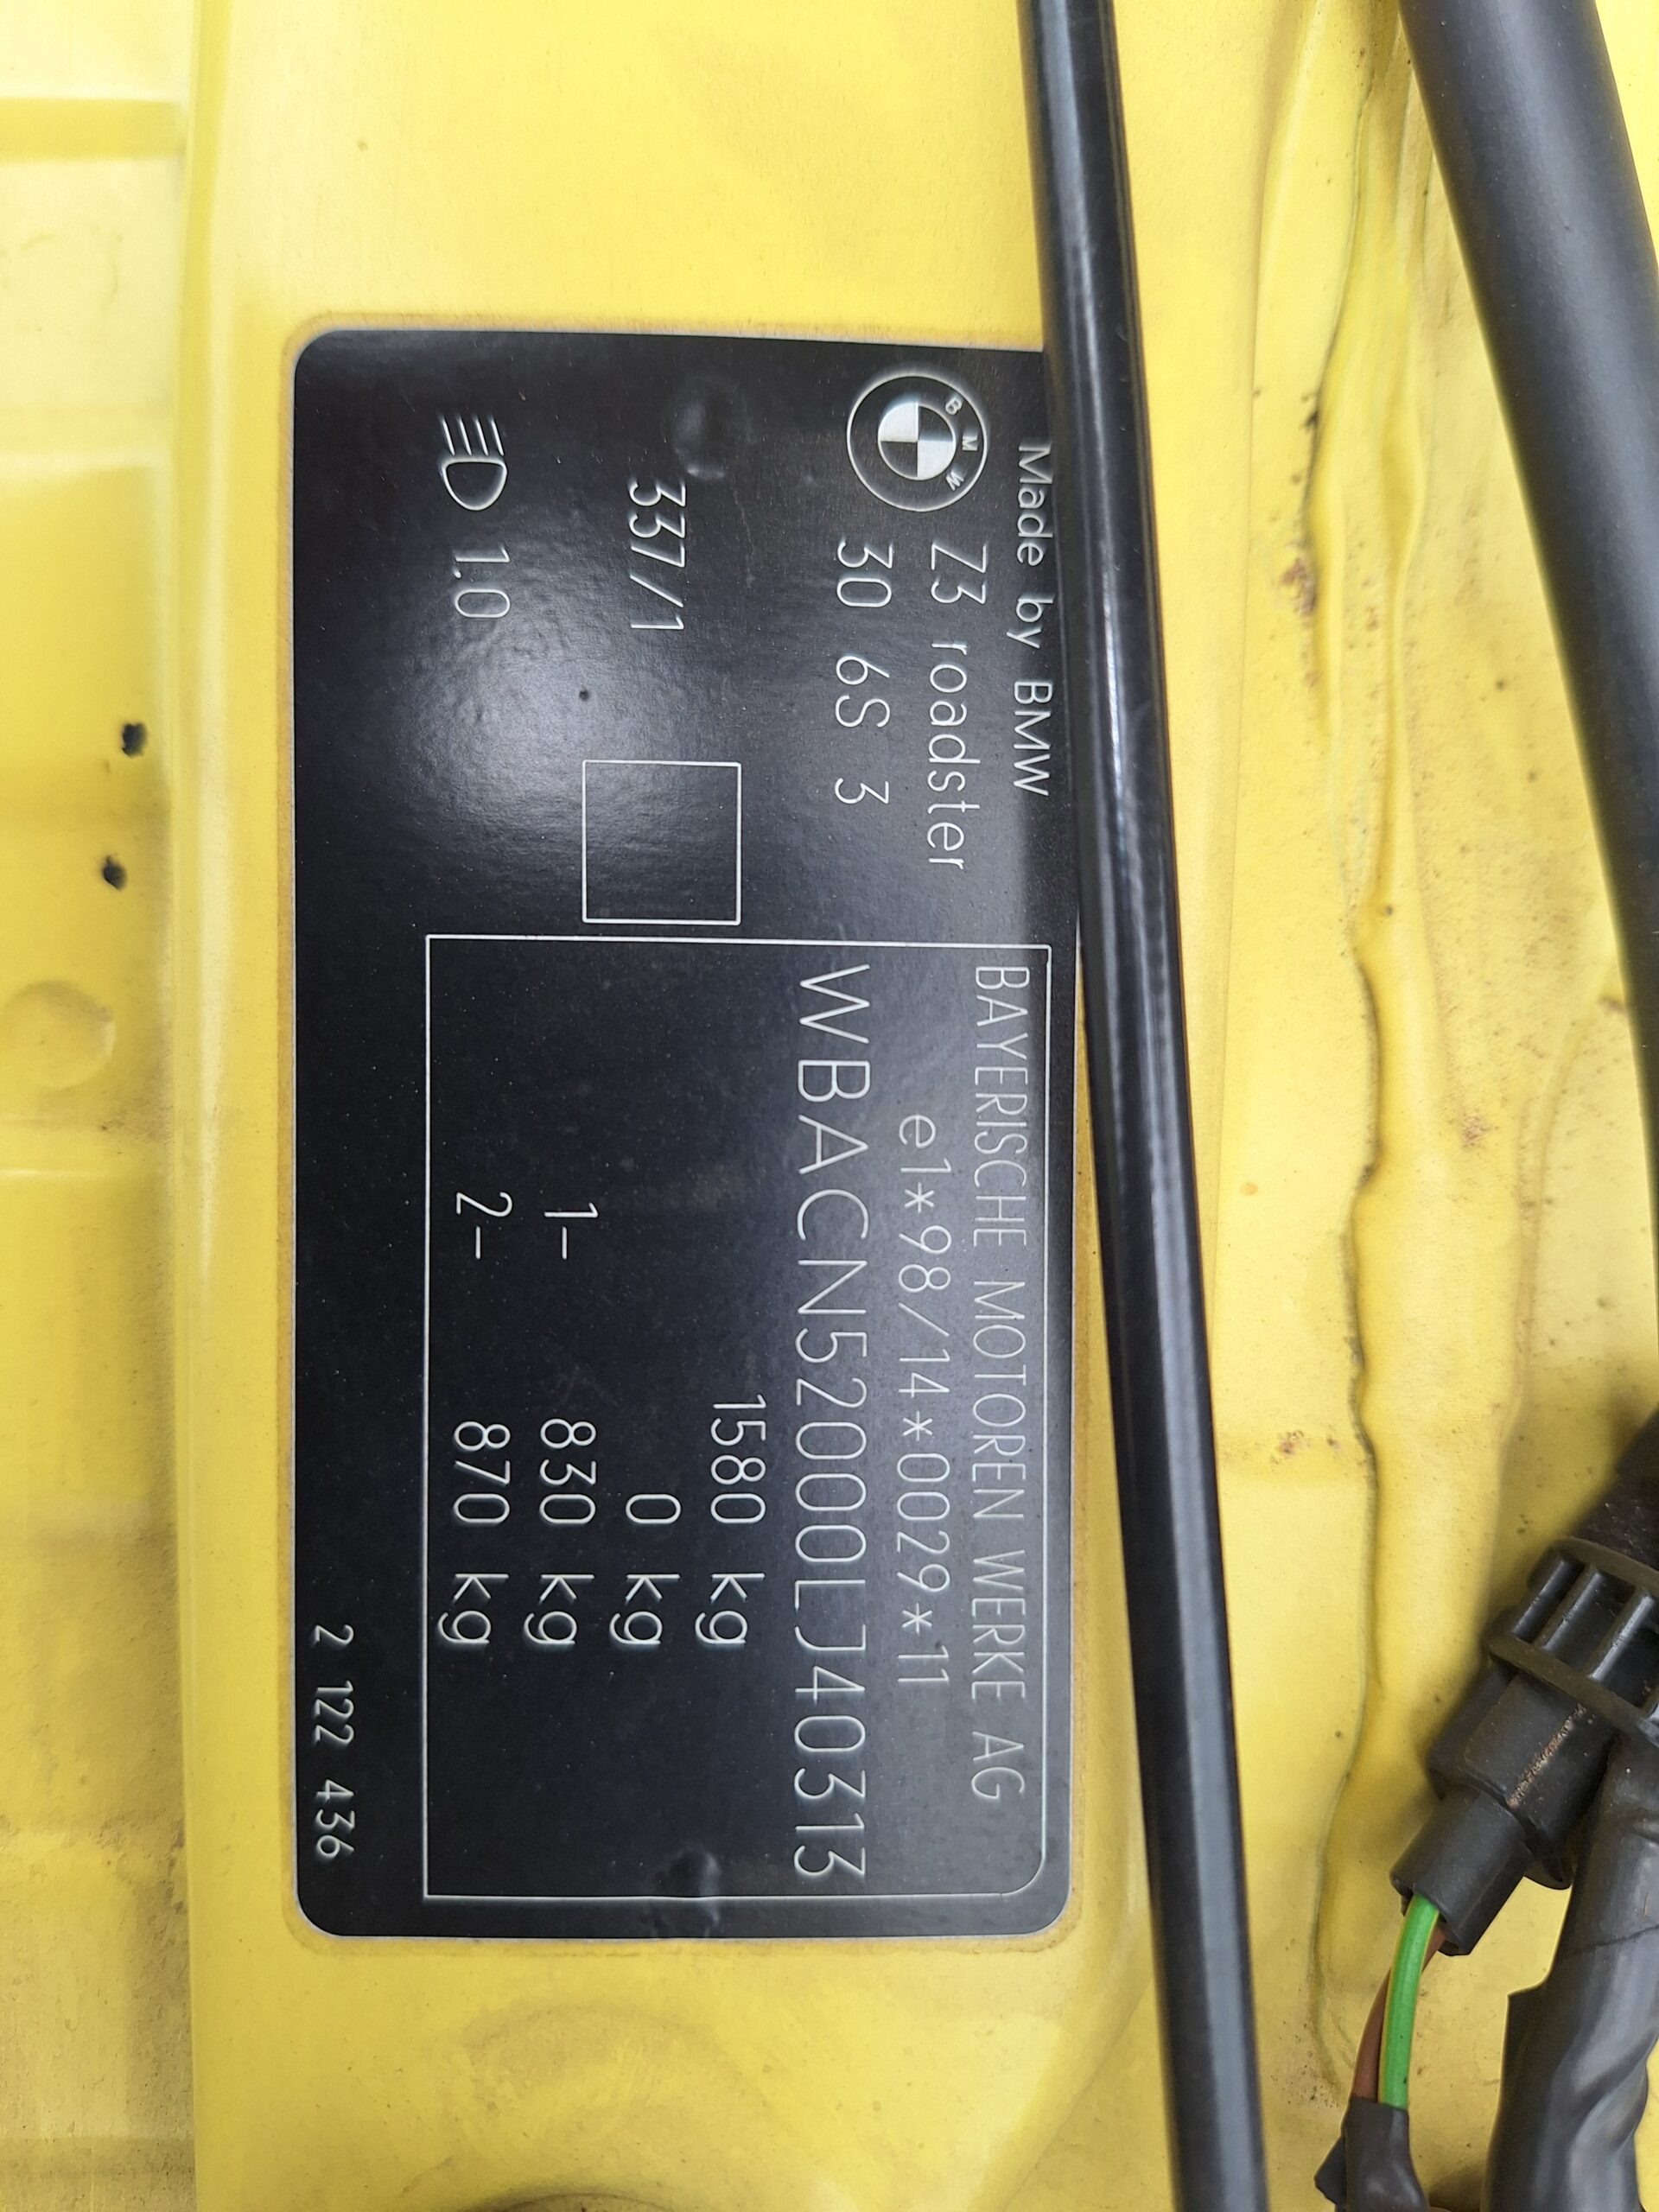 Made by BMW
BMW
Z3 roadster
30 6S 3
337/1
1.0
BAYERISCHE MOTOREN WERKE AG
e1*98/14*0029*11
WBACN52000LJ40313
1580 kg
0 kg
1- 830 kg
2- 870 kg
2 122 436